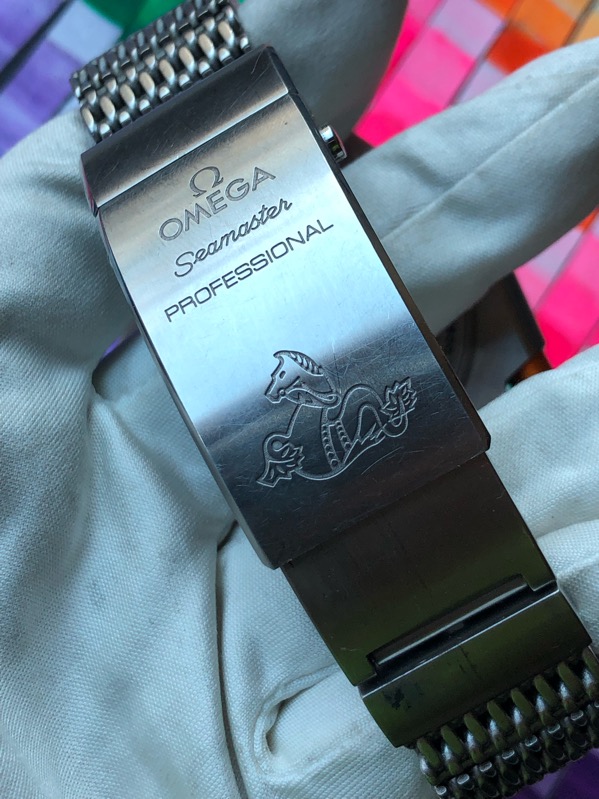 Ω
OMEGA
Seamaster
PROFESSIONAL